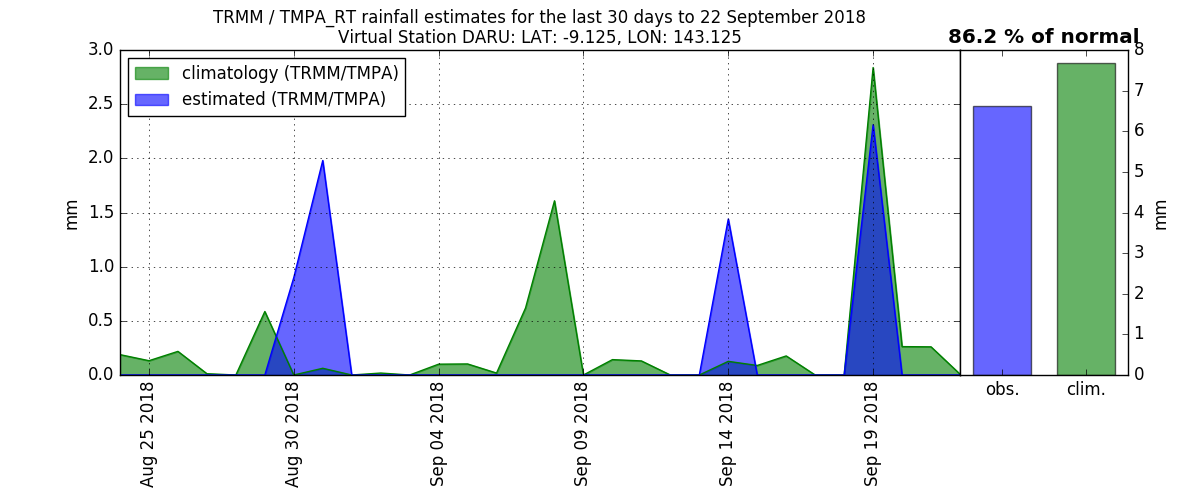 TRMM / TMPA_RT rainfall estimates for the last 30 days to 22 September 2018
Virtual Station DARU: LAT: -9.125, LON: 143.125
86.2 % of normal
climatology (TRMM/TMPA)
estimated (TRMM/TMPA)
3.0
2.5
2.0
1.5
1.0
0.5
0.0
mm
Aug 25 2018
Aug 30 2018
Sep 04 2018
Sep 09 2018
Sep 14 2018
Sep 19 2018
8
7
6
5
4
3
2
1
0
mm
obs.
clim.